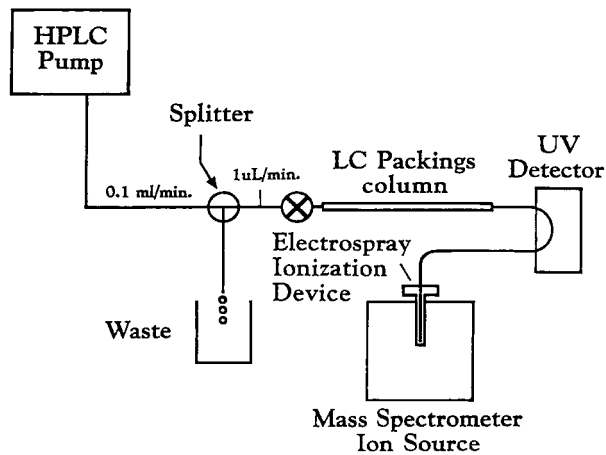 HPLC
Pump
Splitter
0.1 ml/min.
1uL/min.
LC Packings
column
UV
Detector
Electrospray
Ionization
Device
Waste
Mass Spectrometer
Ion Source